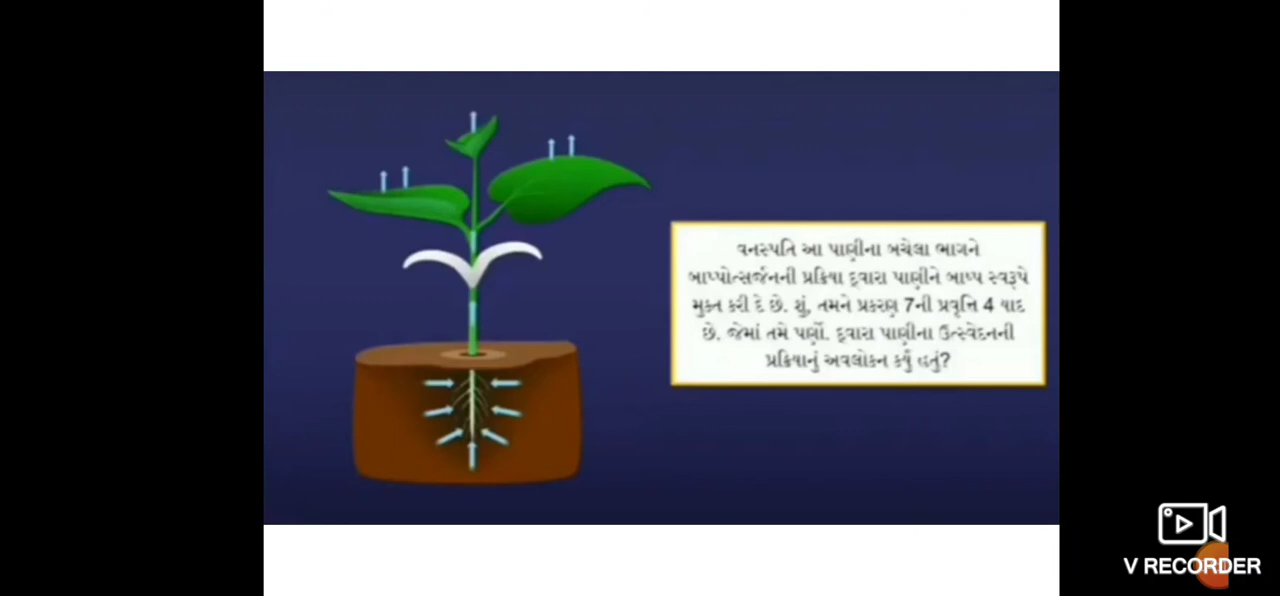 વનસ્પતિ આ પાણીના બચેલા ભાગને
બાષ્પોત્સર્જનની પ્રક્રિયા દ્વારા પાણીને બાષ્પ સ્વરૂપે
મુક્ત કરી દે છે. શું, તમને પ્રકરણ 7ની પ્રવૃત્તિ 4 યાદ
છે. જેમાં તમે પર્ણો. દ્વારા પાણીના ઉત્સ્વેદનની
પ્રક્રિયાનું અવલોકન કર્યું હતું?
V RECORDER